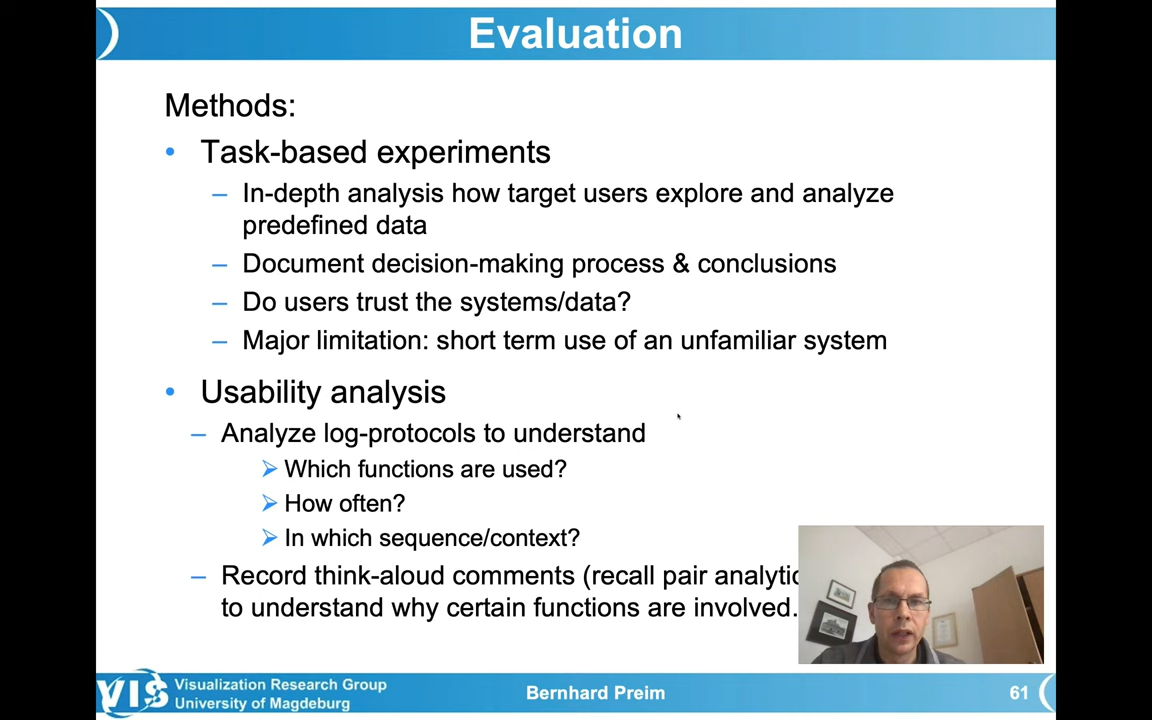 Evaluation
Methods:
• Task-based experiments
– In-depth analysis how target users explore and analyze
predefined data
– Document decision-making process & conclusions
– Do users trust the systems/data?
– Major limitation: short term use of an unfamiliar system
• Usability analysis
– Analyze log-protocols to understand
➢ Which functions are used?
➢ How often?
➢ In which sequence/context?
– Record think-aloud comments (recall pair
to understand why certain functions are involved.
VIS
Visualization Research Group
University of Magdeburg
Bernhard Preim
61